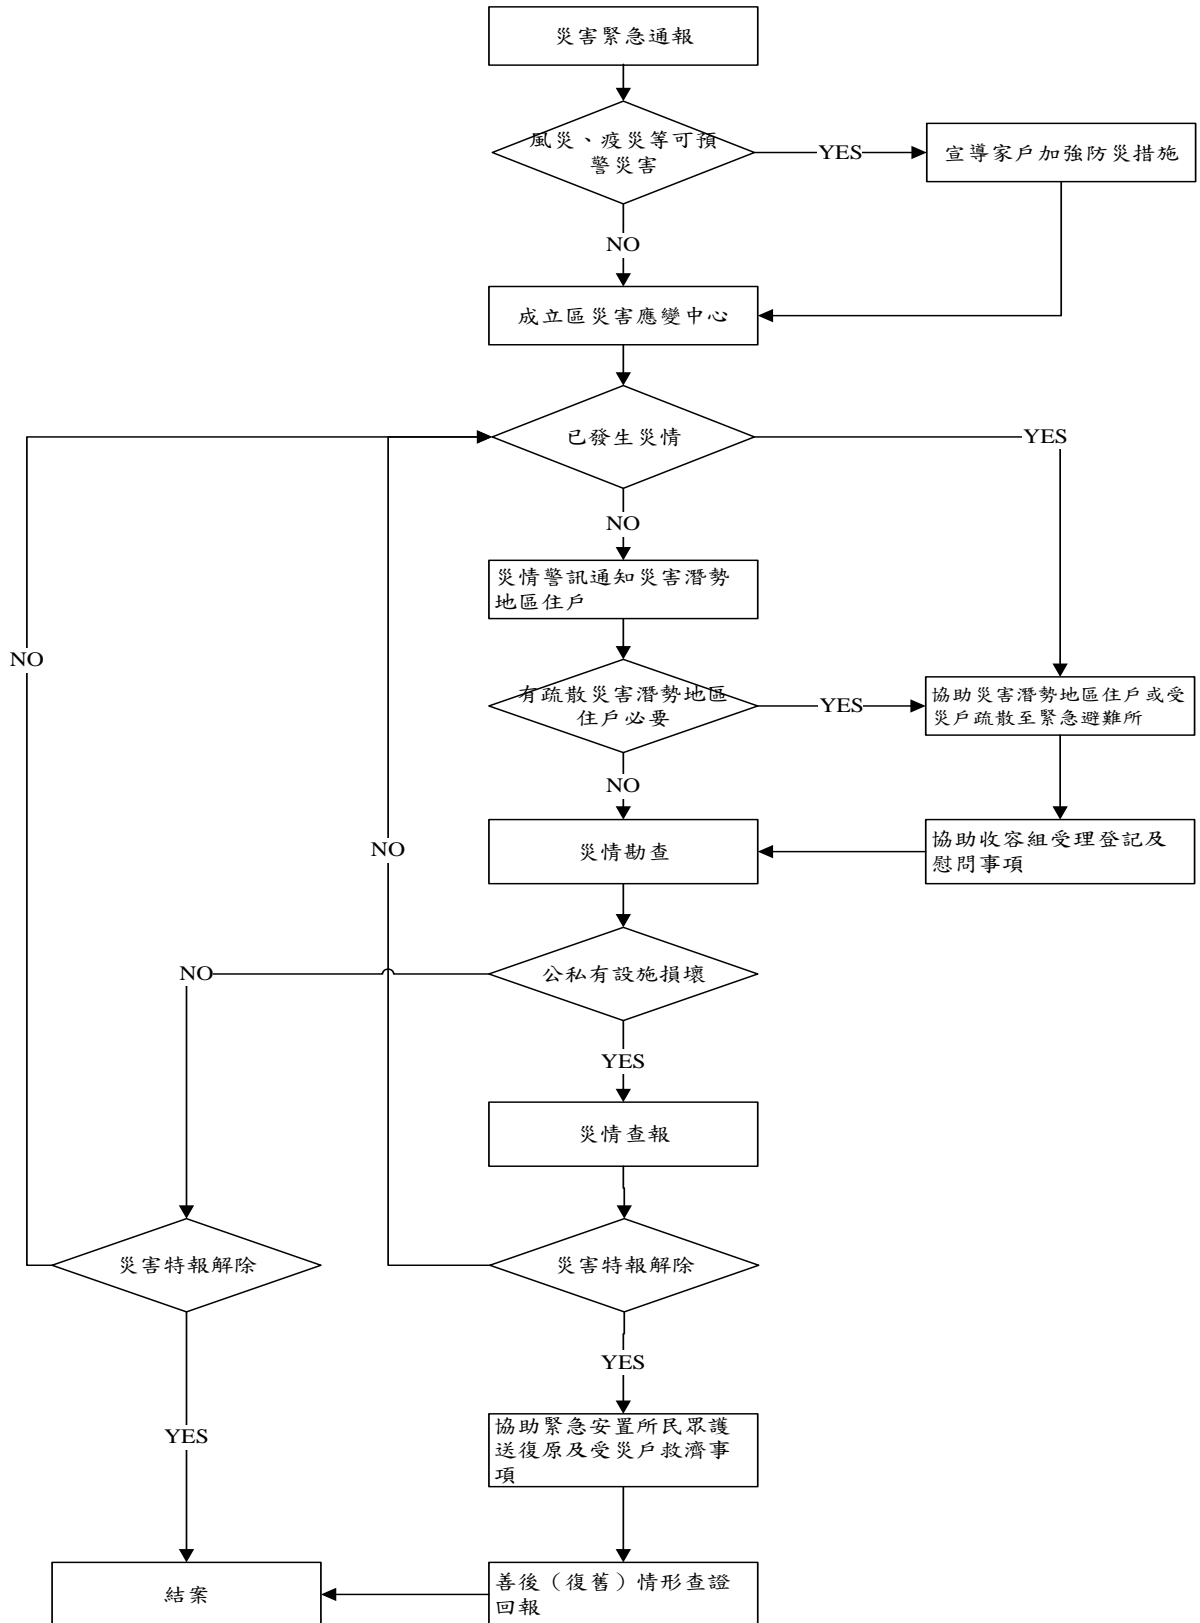 災害緊急通報
風災、疫災等可預
警災害
YES
宣導家戶加強防災措施
NO
成立區災害應變中心
已發生災情
YES
NO
災情警訊通知災害潛勢
地區住戶
NO
有疏散災害潛勢地區
住戶必要
YES
協助災害潛勢地區住戶或受
災戶疏散至緊急避難所
NO
災情勘查
協助收容組受理登記及
慰問事項
NO
公私有設施損壞
NO
YES
災情查報
災害特報解除
災害特報解除
YES
YES
協助緊急安置所民眾護
送復原及受災戶救濟事
項
結案
善後（復舊）情形查證
回報